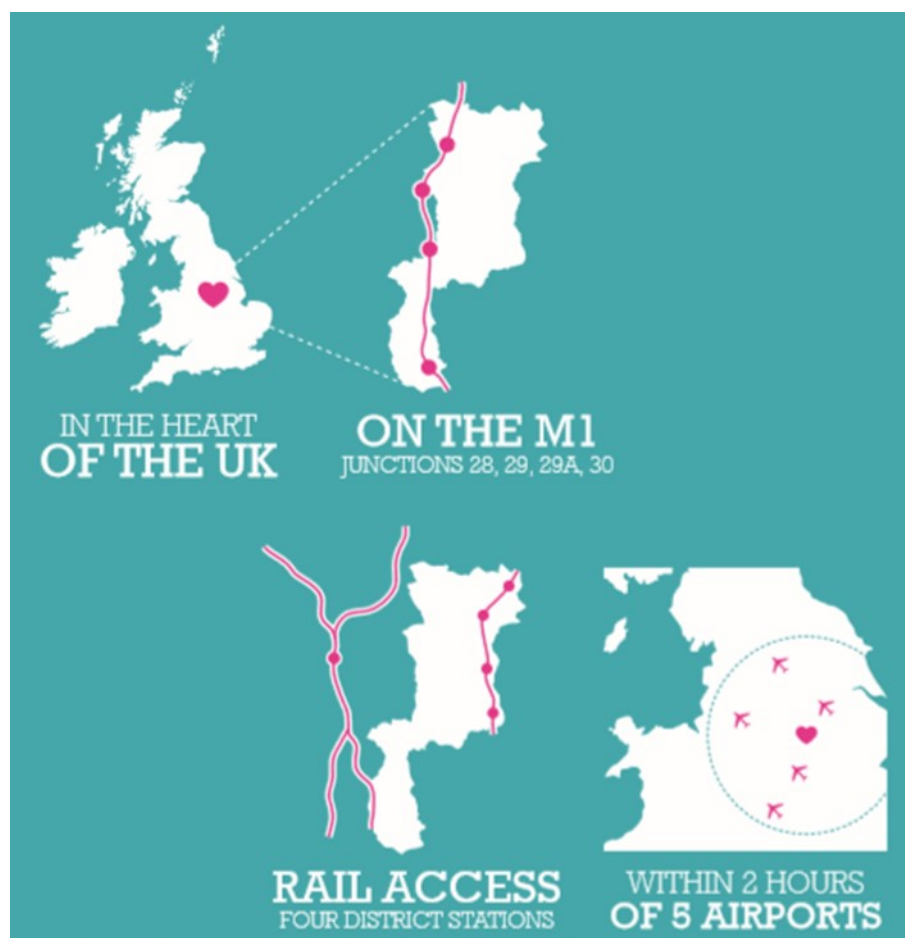 IN THE HEART
OF THE UK
ON THE M1
JUNCTIONS 28, 29, 29A, 30
RAIL ACCESS
FOUR DISTRICT STATIONS
WITHIN 2 HOURS
OF 5 AIRPORTS